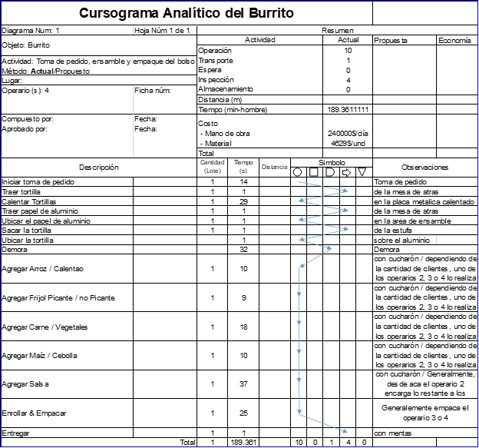 Cursograma Analítico del Burrito
Diagrama Num: 1 Hoja Núm 1 de 1 Resumen
Objeto: Burrito Actividad Actual Propuesta Economía
Operación 10
Actividad: Toma de pedido, ensamble y empaque del bolso Transporte 1
Método: Actual/Propuesto Espera 0
Lugar: Inspección 4
Operario (s): 4 Ficha núm: Almacenamiento 0
Distancia (m)
Tiempo (min-hombre) 189.3611111
Compuesto por: Fecha: Costo
Aprobado por: Fecha: - Mano de obra 240000$/día
- Material 4629$/und
Total
Descripción Cantidad (Lote) Tiempo (s) Distancia Símbolo Observaciones
Iniciar toma de pedido 1 14 Toma de pedido
Traer tortilla 1 1 de la mesa de atras
Calentar Tortillas 1 29 en la placa metalica calentado
Traer papel de aluminio 1 1 de la mesa de atras
Ubicar el papel de aluminio 1 1 en la area de ensamble
Sacar la tortilla 1 1 de la estufa
Ubicar la tortilla 1 sobre el aluminio
Demora 32 Demora
Agregar Arroz / Calentao 1 10 con cucharón / dependiendo de
la cantidad de clientes, uno de
los operarios 2, 3 o 4 lo realiza
Agregar Frijol Picante / no Picante 1 9 con cucharón / dependiendo de
la cantidad de clientes, uno de
los operarios 2, 3 o 4 lo realiza
Agregar Carne / Vegetales 1 18 con cucharón / dependiendo de
la cantidad de clientes, uno de
los operarios 2, 3 o 4 lo realiza
Agregar Maíz / Cebolla 1 10 con cucharón / dependiendo de
la cantidad de clientes, uno de
los operarios 2, 3 o 4 lo realiza
Agregar Salsa 1 37 con cucharón / Generalmente,
desde aca el operario 2
encarga lo restante a los
Enrollar & Empacar 1 25 Generalemente empaca el
operario 3 o 4
Entregar 1 1 con mentas
Total 1 189.361 10 0 1 4 0